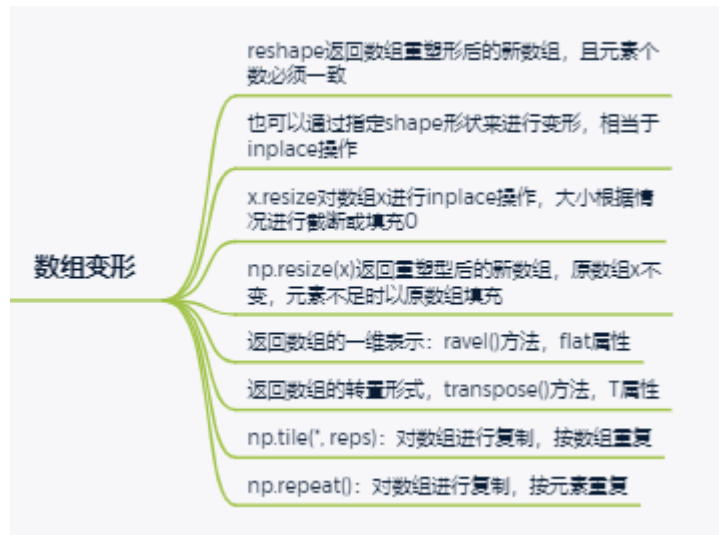 reshape返回数组重塑形后的新数组，且元素个
数必须一致
也可以通过指定shape形状来进行变形，相当于
inplace操作
x.resize对数组x进行inplace操作，大小根据情
况进行截断或填充0
数组变形
np.resize(x)返回重塑型后的新数组，原数组x不
变，元素不足时以原数组填充
返回数组的一维表示：ravel()方法，flat属性
返回数组的转置形式，transpose()方法，T属性
np.tile(*, reps)：对数组进行复制，按数组重复
np.repeat()：对数组进行复制，按元素重复